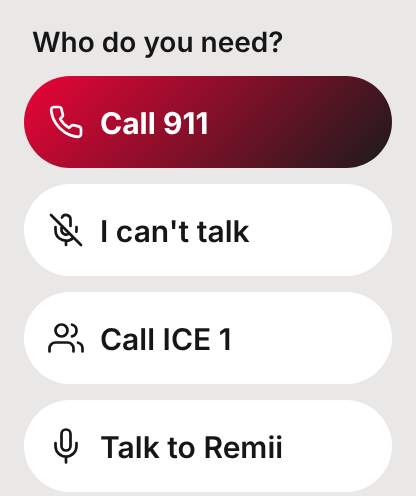 Who do you need?
Call 911
I can't talk
Call ICE 1
Talk to Remii